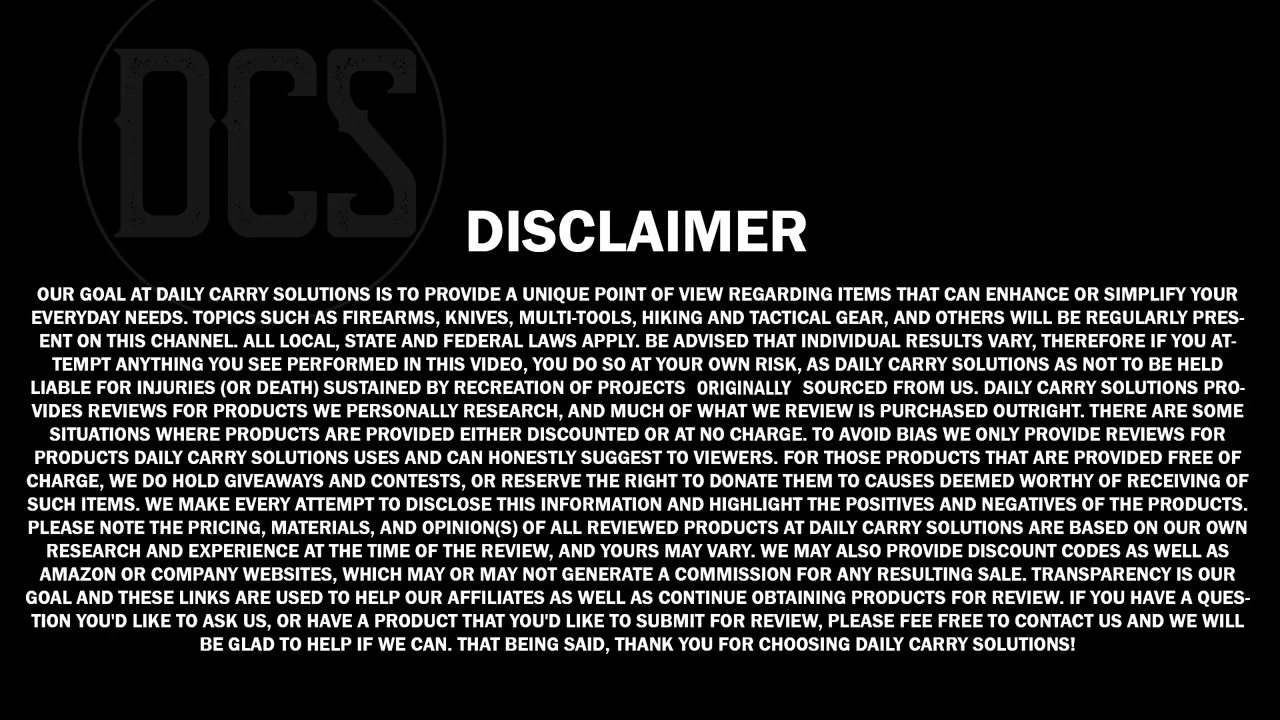 DCS
DISCLAIMER
OUR GOAL AT DAILY CARRY SOLUTIONS IS TO PROVIDE A UNIQUE POINT OF VIEW REGARDING ITEMS THAT CAN ENHANCE OR SIMPLIFY YOUR
EVERYDAY NEEDS. TOPICS SUCH AS FIREARMS, KNIVES, MULTI-TOOLS, HIKING AND TACTICAL GEAR, AND OTHERS WILL BE REGULARLY PRES-
ENT ON THIS CHANNEL. ALL LOCAL, STATE AND FEDERAL LAWS APPLY. BE ADVISED THAT INDIVIDUAL RESULTS VARY, THEREFORE IF YOU AT-
TEMPT ANYTHING YOU SEE PERFORMED IN THIS VIDEO, YOU DO SO AT YOUR OWN RISK, AS DAILY CARRY SOLUTIONS AS NOT TO BE HELD
LIABLE FOR INJURIES (OR DEATH) SUSTAINED BY RECREATION OF PROJECTS ORIGINALLY SOURCED FROM US. DAILY CARRY SOLUTIONS PRO-
VIDES REVIEWS FOR PRODUCTS WE PERSONALLY RESEARCH, AND MUCH OF WHAT WE REVIEW IS PURCHASED OUTRIGHT. THERE ARE SOME
SITUATIONS WHERE PRODUCTS ARE PROVIDED EITHER DISCOUNTED OR AT NO CHARGE. TO AVOID BIAS WE ONLY PROVIDE REVIEWS FOR
PRODUCTS DAILY CARRY SOLUTIONS USES AND CAN HONESTLY SUGGEST TO VIEWERS. FOR THOSE PRODUCTS THAT ARE PROVIDED FREE OF
CHARGE, WE DO HOLD GIVEAWAYS AND CONTESTS, OR RESERVE THE RIGHT TO DONATE THEM TO CAUSES DEEMED WORTHY OF RECEIVING OF
SUCH ITEMS. WE MAKE EVERY ATTEMPT TO DISCLOSE THIS INFORMATION AND HIGHLIGHT THE POSITIVES AND NEGATIVES OF THE PRODUCTS.
PLEASE NOTE THE PRICING, MATERIALS, AND OPINION(S) OF ALL REVIEWED PRODUCTS AT DAILY CARRY SOLUTIONS ARE BASED ON OUR OWN
RESEARCH AND EXPERIENCE AT THE TIME OF THE REVIEW, AND YOURS MAY VARY. WE MAY ALSO PROVIDE DISCOUNT CODES AS WELL AS
AMAZON OR COMPANY WEBSITES, WHICH MAY OR MAY NOT GENERATE A COMMISSION FOR ANY RESULTING SALE. TRANSPARENCY IS OUR
GOAL AND THESE LINKS ARE USED TO HELP OUR AFFILIATES AS WELL AS CONTINUE OBTAINING PRODUCTS FOR REVIEW. IF YOU HAVE A QUES-
TION YOU'D LIKE TO ASK US, OR HAVE A PRODUCT THAT YOU'D LIKE TO SUBMIT FOR REVIEW, PLEASE FEE FREE TO CONTACT US AND WE WILL
BE GLAD TO HELP IF WE CAN. THAT BEING SAID, THANK YOU FOR CHOOSING DAILY CARRY SOLUTIONS!